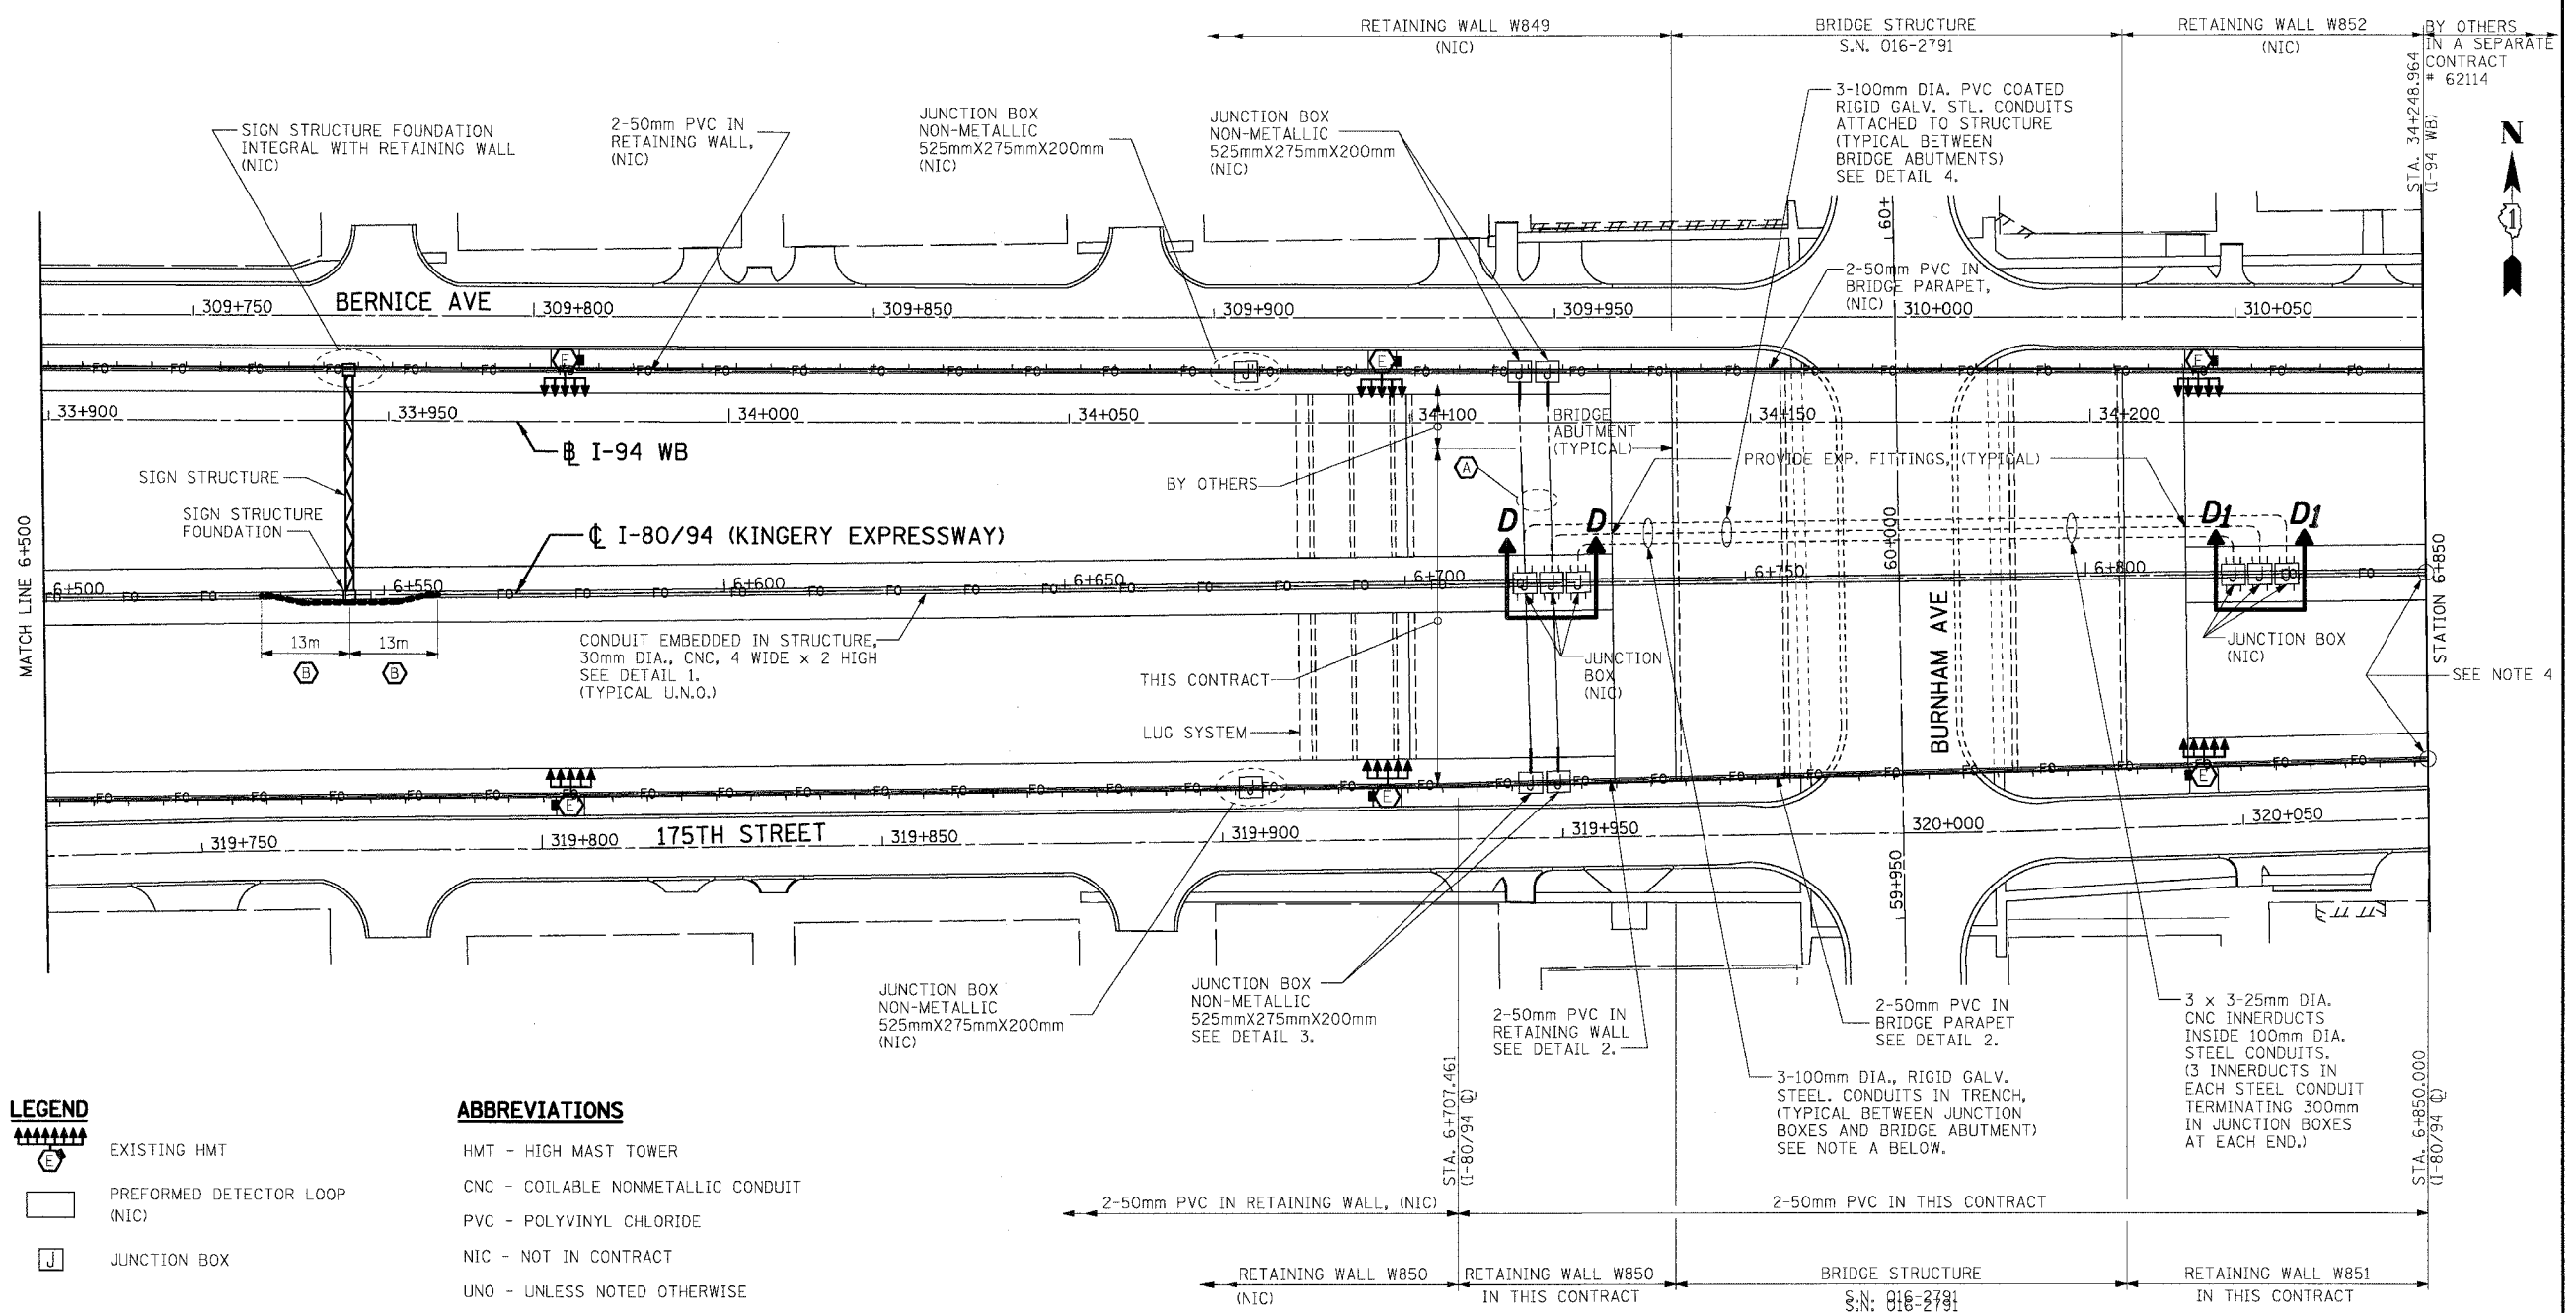 RETAINING WALL W849
(NIC)
BRIDGE STRUCTURE
S.N. 016-2791
RETAINING WALL W852
(NIC)
BY OTHERS
IN A SEPARATE
CONTRACT
# 62114
STA. 34+248.964
(I-94 WB)
N
1
SIGN STRUCTURE FOUNDATION
INTEGRAL WITH RETAINING WALL
(NIC)
2-50mm PVC IN
RETAINING WALL,
(NIC)
JUNCTION BOX
NON-METALLIC
525mmX275mmX200mm
(NIC)
JUNCTION BOX
NON-METALLIC
525mmX275mmX200mm
(NIC)
3-100mm DIA. PVC COATED
RIGID GALV. STL. CONDUITS
ATTACHED TO STRUCTURE
(TYPICAL BETWEEN
BRIDGE ABUTMENTS)
SEE DETAIL 4.
60+
2-50mm PVC IN
BRIDGE PARAPET,
(NIC)
309+750
BERNICE AVE
309+800
309+850
309+900
309+950
310+000
310+050
E
E
E
J
J
J
33+900
33+950
34+000
34+050
34+100
34+150
34+200
BRIDGE
ABUTMENT
(TYPICAL)
B I-94 WB
A
BY OTHERS
PROVIDE EXP. FITTINGS, (TYPICAL)
SIGN STRUCTURE
SIGN STRUCTURE
FOUNDATION
C I-80/94 (KINGERY EXPRESSWAY)
D
D
D1
D1
60+000
MATCH LINE 6+500
6+500
6+550
6+600
6+650
6+700
6+750
6+800
STATION 6+850
FO
J
J
J
J
13m
13m
B
B
CONDUIT EMBEDDED IN STRUCTURE,
30mm DIA., CNC, 4 WIDE x 2 HIGH
SEE DETAIL 1.
(TYPICAL U.N.O.)
THIS CONTRACT
LUG SYSTEM
JUNCTION
BOX
(NIC)
BURNHAM AVE
JUNCTION BOX
(NIC)
SEE NOTE 4
E
E
E
J
J
J
319+750
319+800
175TH STREET
319+850
319+900
319+950
320+000
320+050
59+950
JUNCTION BOX
NON-METALLIC
525mmX275mmX200mm
(NIC)
JUNCTION BOX
NON-METALLIC
525mmX275mmX200mm
SEE DETAIL 3.
2-50mm PVC IN
RETAINING WALL
SEE DETAIL 2.
2-50mm PVC IN
BRIDGE PARAPET
SEE DETAIL 2.
3 x 3-25mm DIA.
CNC INNERDUCTS
INSIDE 100mm DIA.
STEEL CONDUITS.
(3 INNERDUCTS IN
EACH STEEL CONDUIT
TERMINATING 300mm
IN JUNCTION BOXES
AT EACH END.)
3-100mm DIA., RIGID GALV.
STEEL. CONDUITS IN TRENCH,
(TYPICAL BETWEEN JUNCTION
BOXES AND BRIDGE ABUTMENT)
SEE NOTE A BELOW.
STA. 6+707.461
(I-80/94 C)
STA. 6+850.000
(I-80/94 C)
2-50mm PVC IN RETAINING WALL, (NIC)
2-50mm PVC IN THIS CONTRACT
RETAINING WALL W850
(NIC)
RETAINING WALL W850
IN THIS CONTRACT
BRIDGE STRUCTURE
S.N. 016-2791
S.N. 016-2791
RETAINING WALL W851
IN THIS CONTRACT
LEGEND
E
EXISTING HMT
PREFORMED DETECTOR LOOP
(NIC)
J
JUNCTION BOX
ABBREVIATIONS
HMT - HIGH MAST TOWER
CNC - COILABLE NONMETALLIC CONDUIT
PVC - POLYVINYL CHLORIDE
NIC - NOT IN CONTRACT
UNO - UNLESS NOTED OTHERWISE